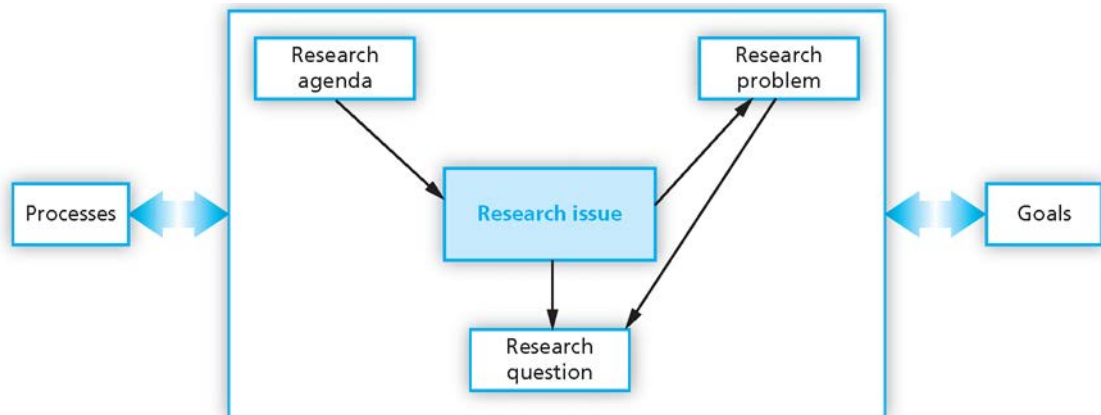 Research
agenda
Research
problem
Processes
Research issue
Goals
Research
question